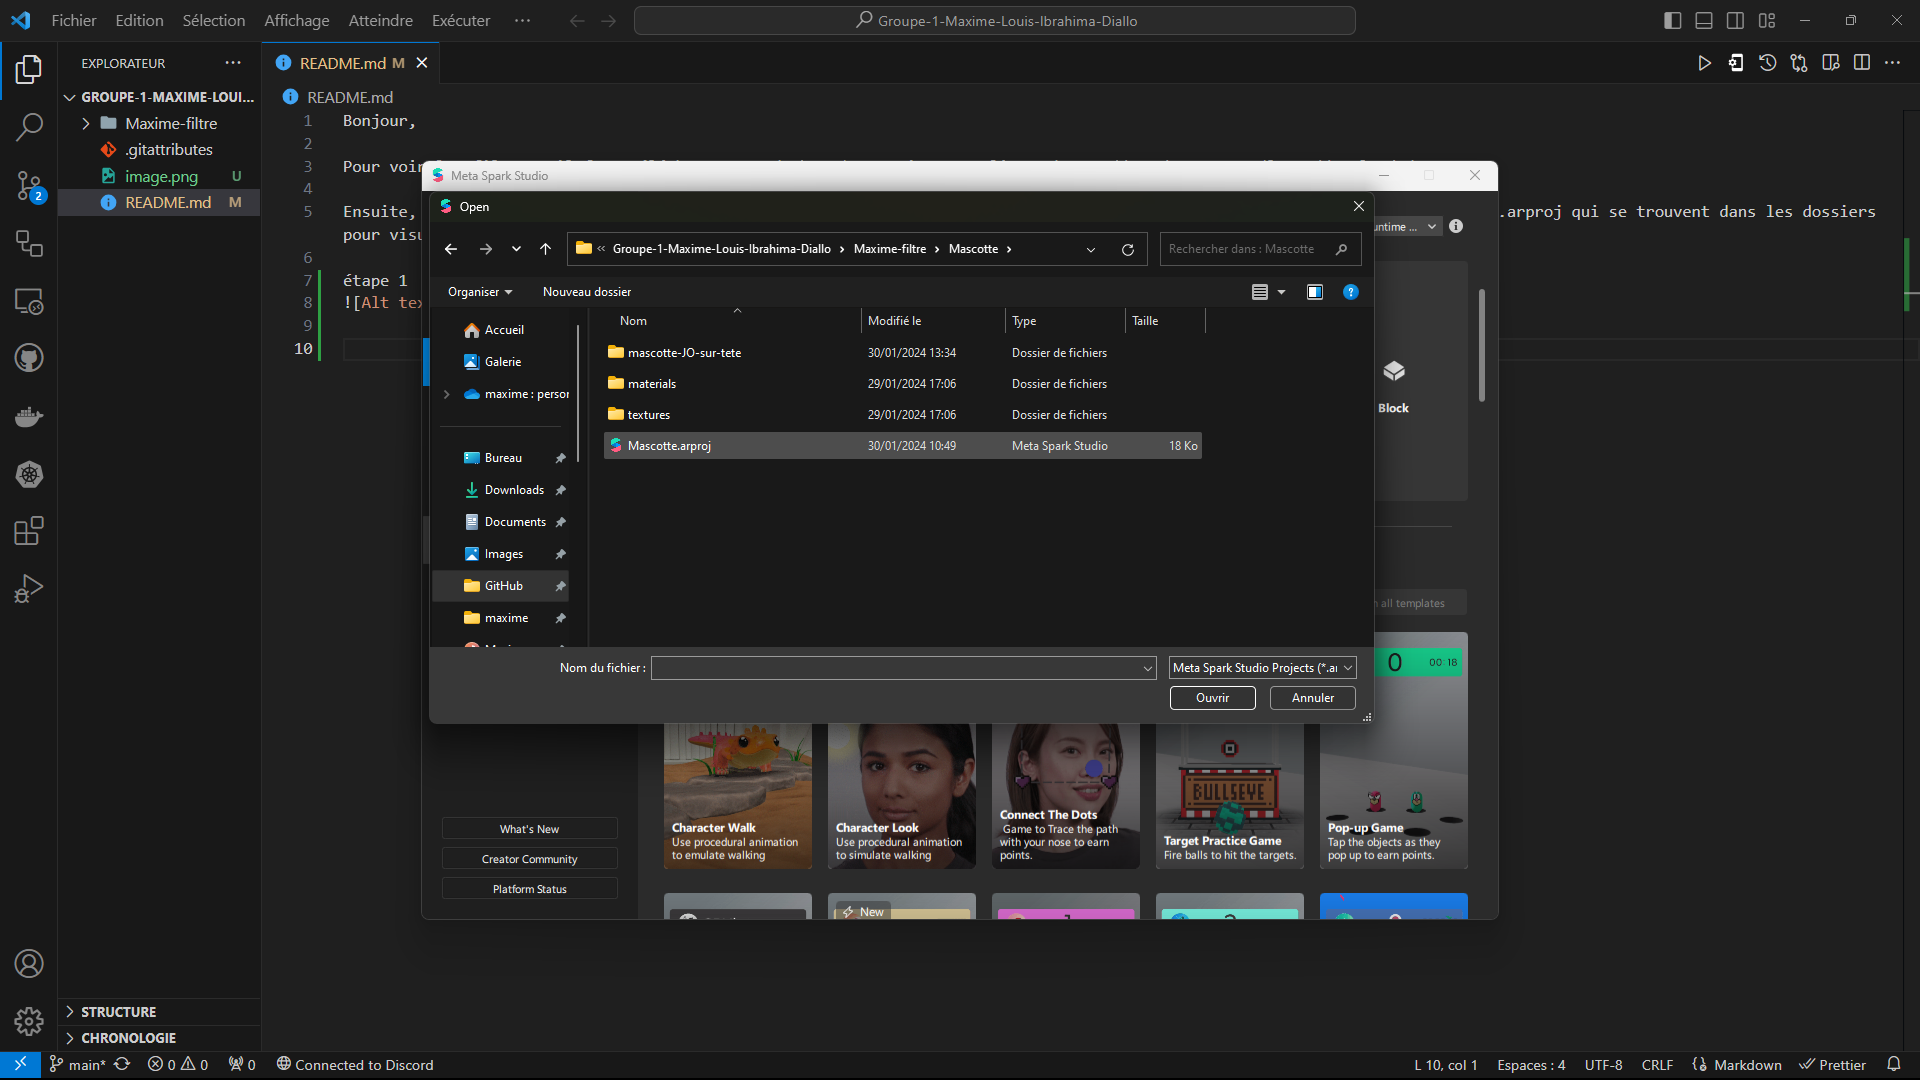 Fichier Edition Sélection Affichage Atteindre Exécuter ···
Groupe-1-Maxime-Louis-Ibrahima-Diallo
EXPLORATEUR ···
GROUPE-1-MAXIME-LOUI...
Maxime-filtre
.gitattributes
image.png U
README.md M
README.md M
README.md
1 Bonjour,
2
3 Pour voi
4
5 Ensuite, .arproj qui se trouvent dans les dossiers
pour visu
6
7 étape 1
8 ![Alt tex
9
10
Meta Spark Studio
Open
« Groupe-1-Maxime-Louis-Ibrahima-Diallo > Maxime-filtre > Mascotte >
Rechercher dans : Mascotte
Organiser Nouveau dossier
Nom Modifié le Type Taille
mascotte-JO-sur-tete 30/01/2024 13:34 Dossier de fichiers
materials 29/01/2024 17:06 Dossier de fichiers
textures 29/01/2024 17:06 Dossier de fichiers
Mascotte.arproj 30/01/2024 10:49 Meta Spark Studio 18 Ko
Accueil
Galerie
maxime : person
Bureau
Downloads
Documents
Images
GitHub
maxime
Nom du fichier : Meta Spark Studio Projects (*.ar
Ouvrir Annuler
untime ...
Block
all templates
0 00:18
Character Walk
Use procedural animation
to emulate walking
Character Look
Use procedural animation
to simulate walking
Connect The Dots
Game to Trace the path
with your nose to earn
points.
BULLSEYE
Target Practice Game
Fire balls to hit the targets.
Pop-up Game
Tap the objects as they
pop up to earn points.
New
What's New
Creator Community
Platform Status
STRUCTURE
CHRONOLOGIE
2
main* 0 0 0 Connected to Discord
L 10, col 1 Espaces : 4 UTF-8 CRLF Markdown Prettier